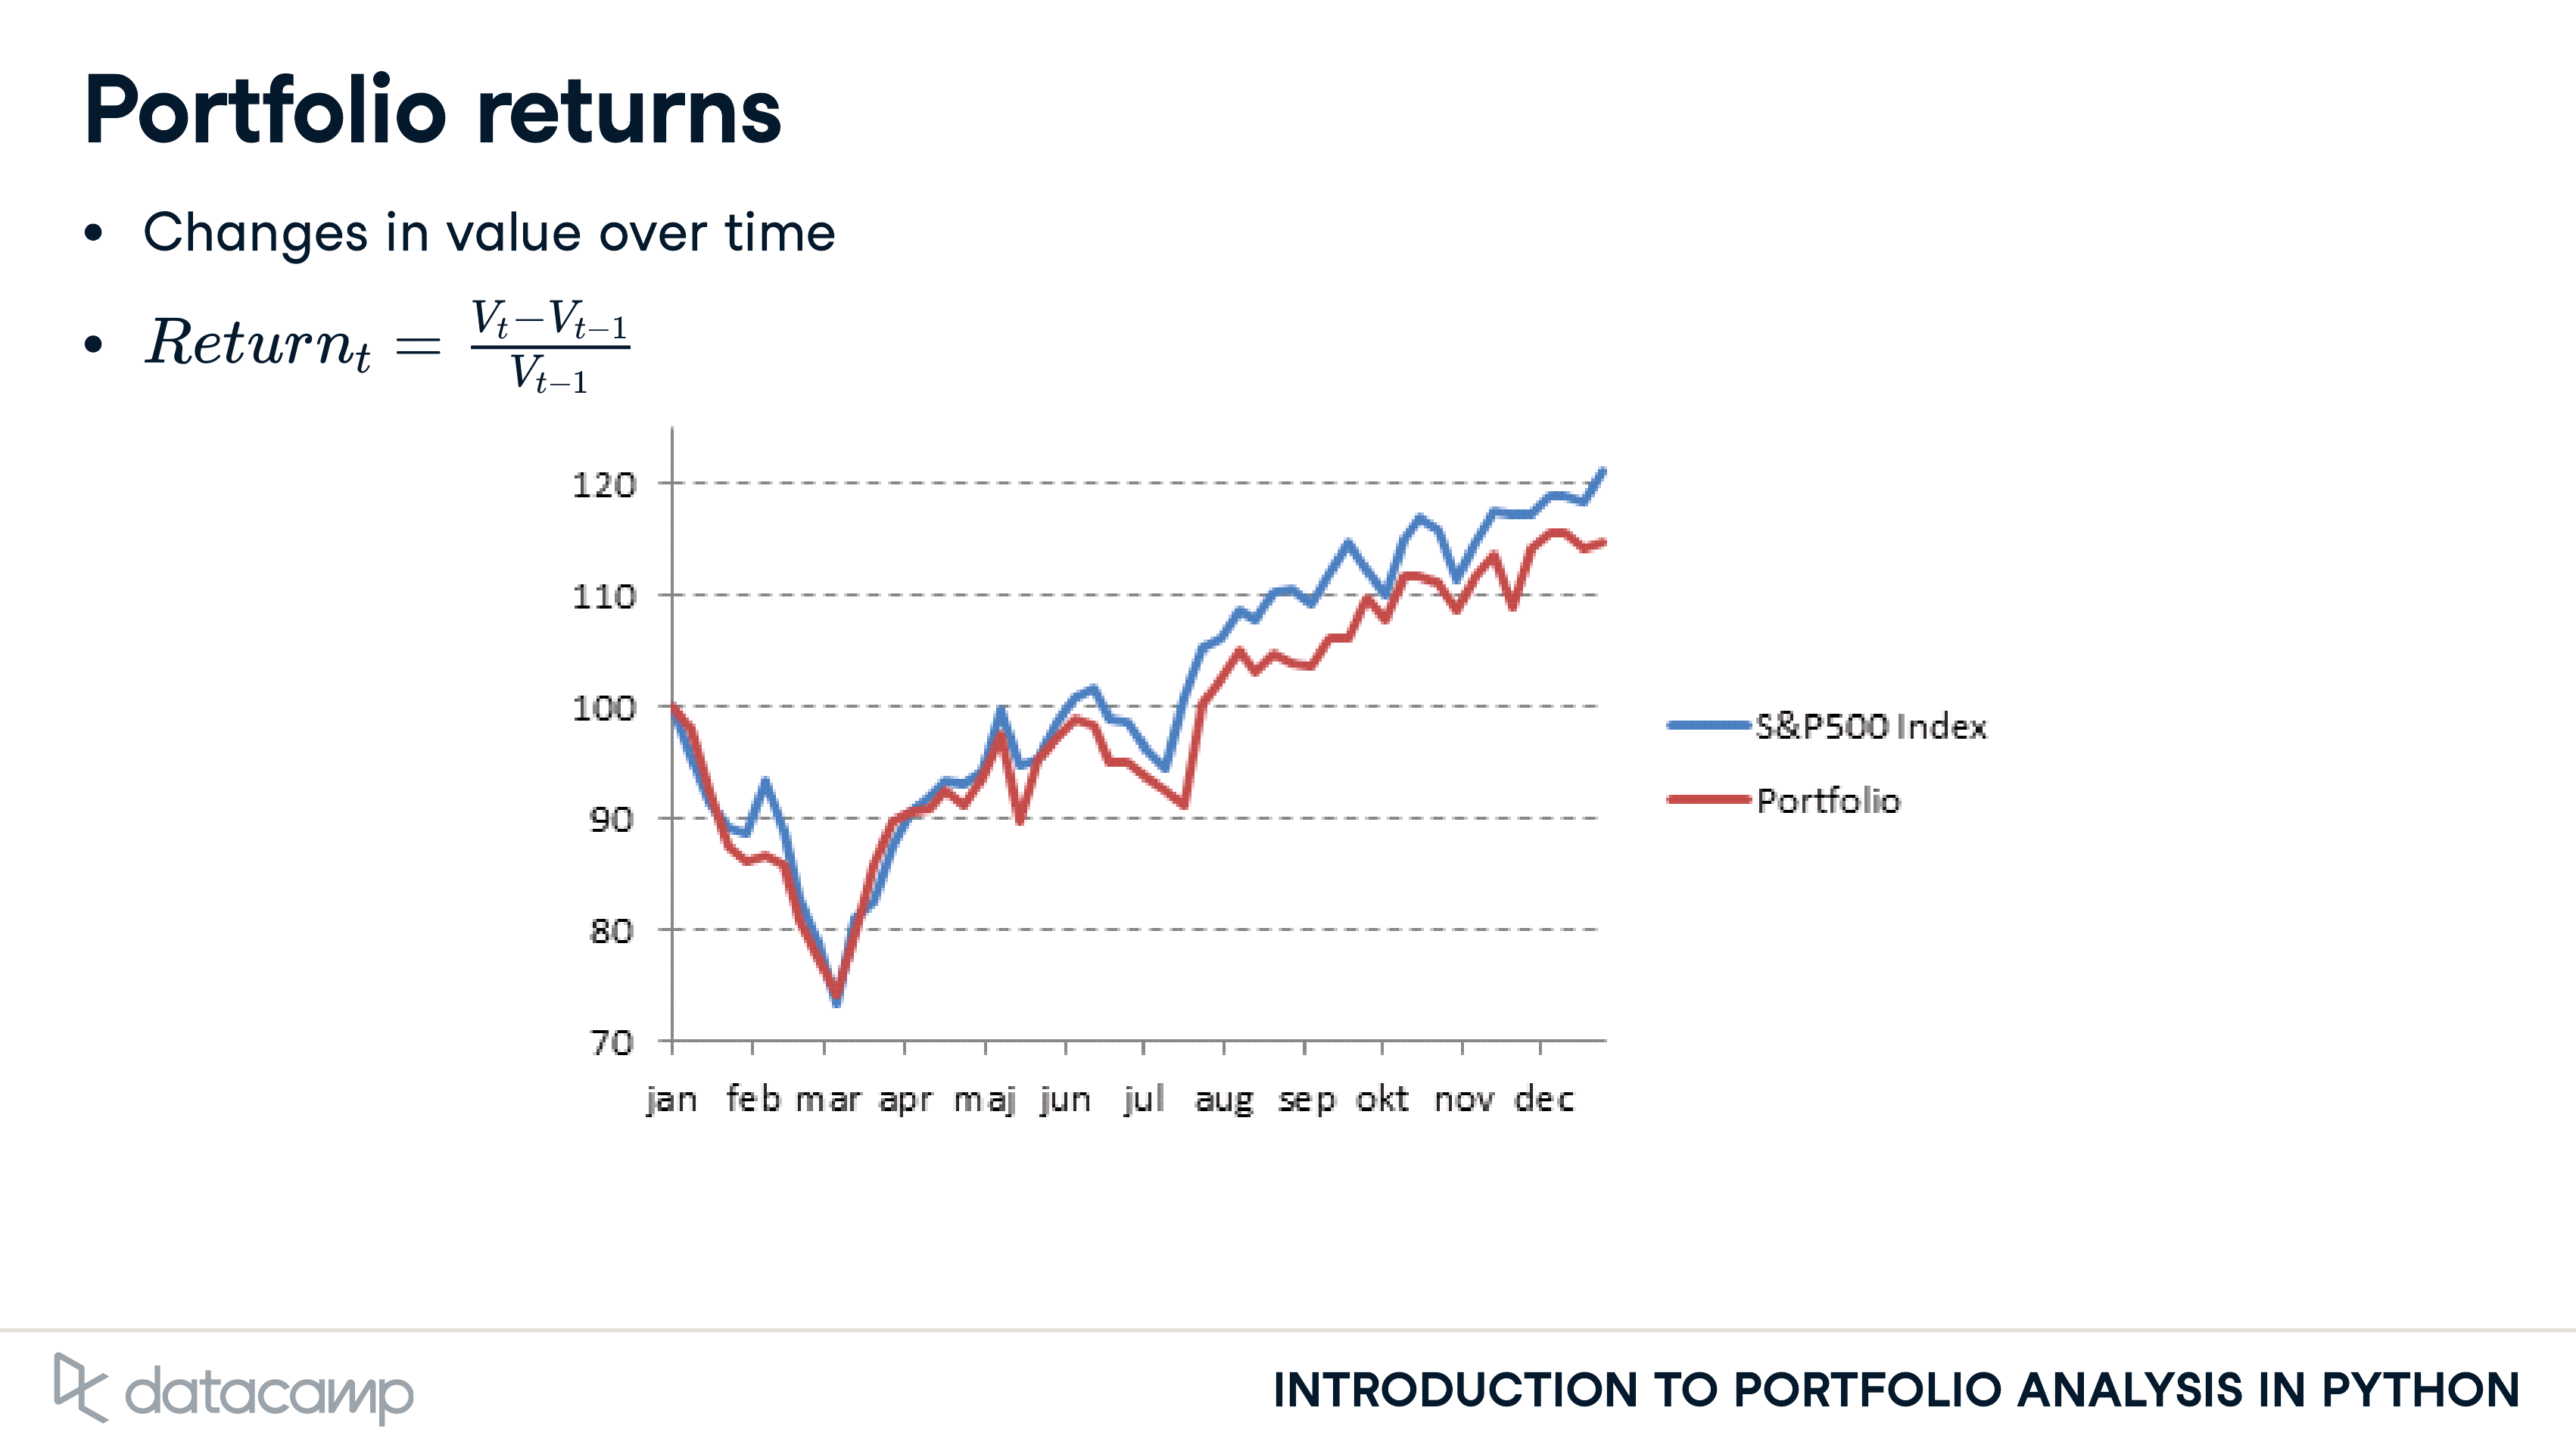 Portfolio returns
• Changes in value over time
• Return_t = (V_t − V_{t−1}) / V_{t−1}
120
110
100
90
80
70
jan feb mar apr maj jun jul aug sep okt nov dec
S&P500 Index
Portfolio
datacamp
INTRODUCTION TO PORTFOLIO ANALYSIS IN PYTHON